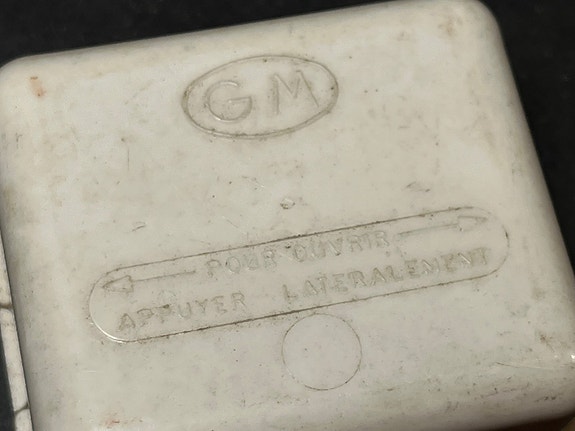 GM
POUR OUVRIR
APPUYER LATERALEMENT